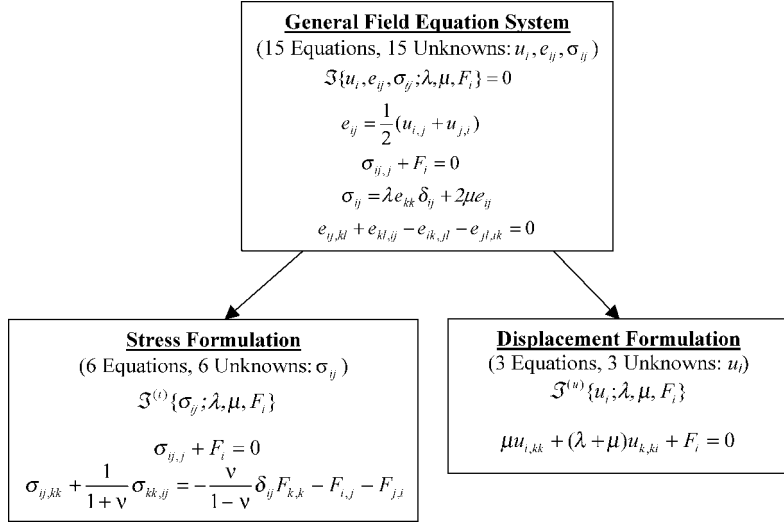 General Field Equation System
(15 Equations, 15 Unknowns: u_i, e_ij, σ_ij)
ℑ{u_i, e_ij, σ_ij; λ, μ, F_i} = 0
e_ij = 1/2 (u_i,j + u_j,i)
σ_ij,j + F_i = 0
σ_ij = λe_kk δ_ij + 2μe_ij
e_ij,kl + e_kl,ij − e_ik,jl − e_jl,ik = 0
Stress Formulation
(6 Equations, 6 Unknowns: σ_ij)
ℑ^(t){σ_ij; λ, μ, F_i}
σ_ij,j + F_i = 0
σ_ij,kk + 1/(1 + ν) σ_kk,ij = −ν/(1 − ν) δ_ij F_k,k − F_i,j − F_j,i
Displacement Formulation
(3 Equations, 3 Unknowns: u_i)
ℑ^(u){u_i; λ, μ, F_i}
μu_i,kk + (λ + μ)u_k,ki + F_i = 0